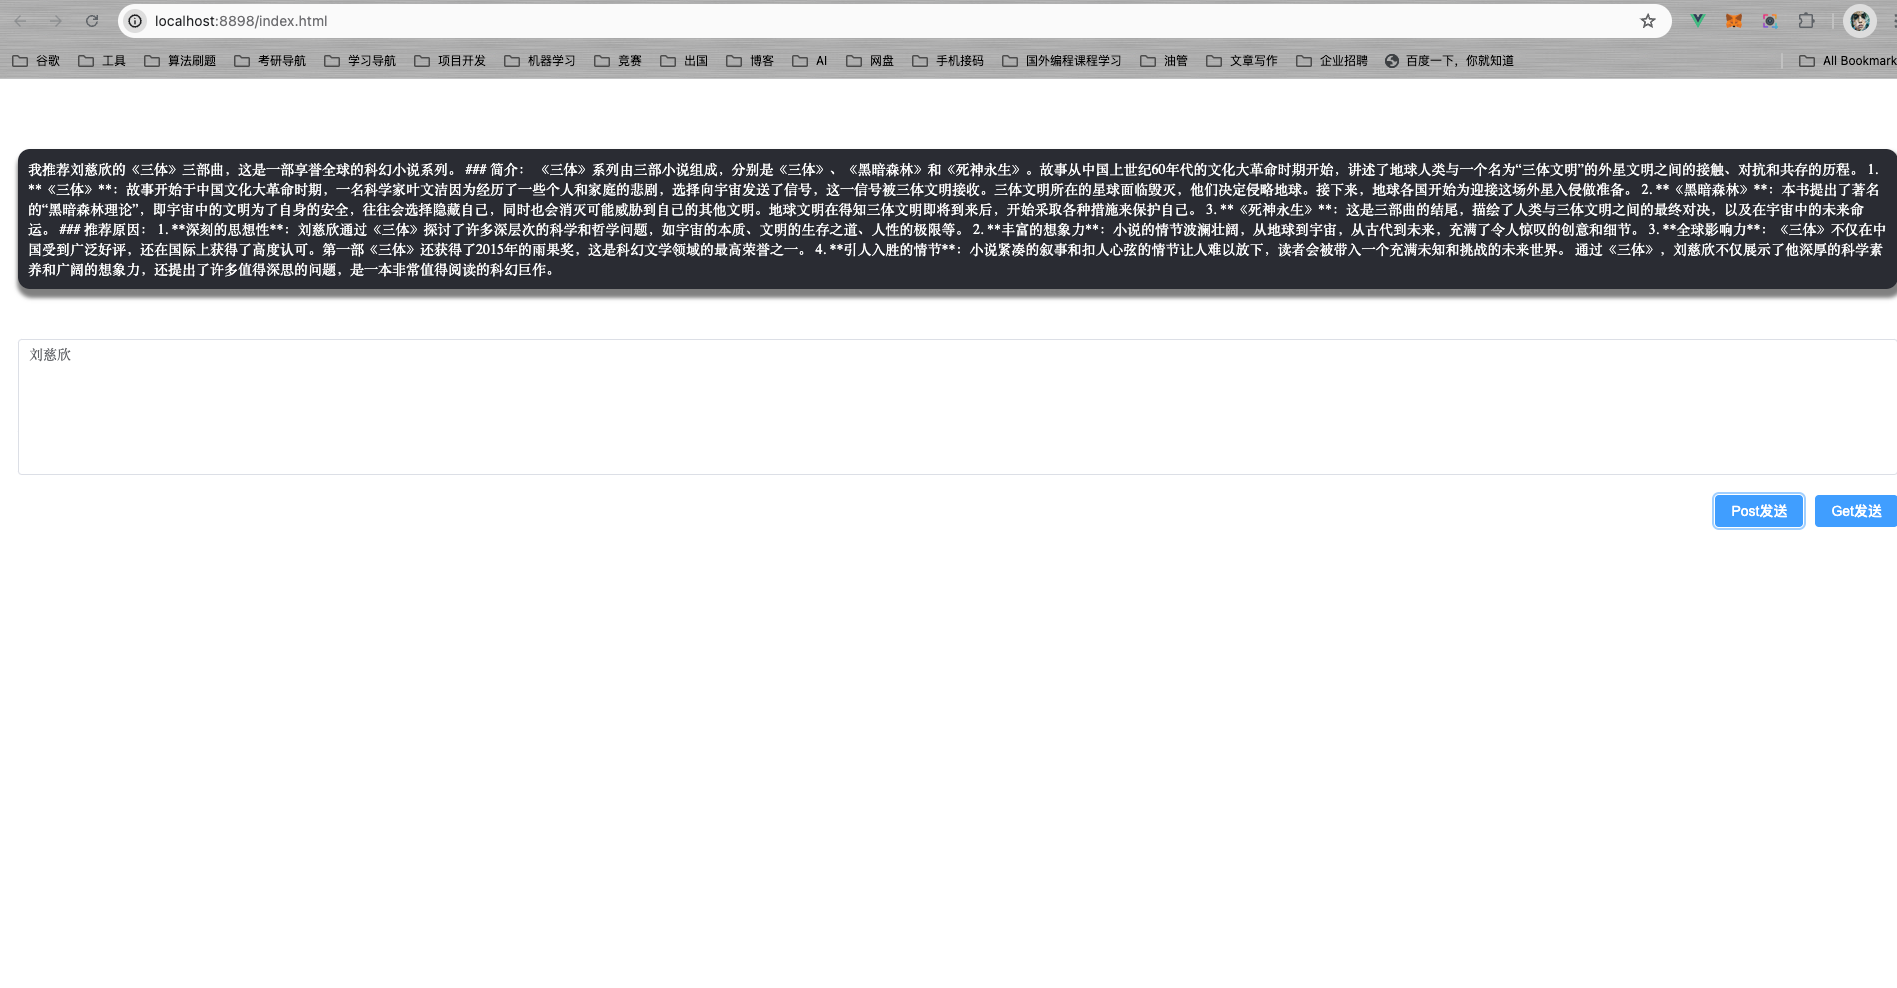 localhost:8898/index.html
谷歌 工具 算法刷题 考研导航 学习导航 项目开发 机器学习 竞赛 出国 博客 AI 网盘 手机接码 国外编程课程学习 油管 文章写作 企业招聘 百度一下，你就知道 All Bookmark
我推荐刘慈欣的《三体》三部曲，这是一部享誉全球的科幻小说系列。 ### 简介： 《三体》系列由三部小说组成，分别是《三体》、《黑暗森林》和《死神永生》。故事从中国上世纪60年代的文化大革命时期开始，讲述了地球人类与一个名为“三体文明”的外星文明之间的接触、对抗和共存的历程。 1.
**《三体》**：故事开始于中国文化大革命时期，一名科学家叶文洁因为经历了一些个人和家庭的悲剧，选择向宇宙发送了信号，这一信号被三体文明接收。三体文明所在的星球面临毁灭，他们决定侵略地球。接下来，地球各国开始为迎接这场外星入侵做准备。 2. **《黑暗森林》**：本书提出了著名
的“黑暗森林理论”，即宇宙中的文明为了自身的安全，往往会选择隐藏自己，同时也会消灭可能威胁到自己的其他文明。地球文明在得知三体文明即将到来后，开始采取各种措施来保护自己。 3. **《死神永生》**：这是三部曲的结尾，描绘了人类与三体文明之间的最终对决，以及在宇宙中的未来命
运。 ### 推荐原因： 1. **深刻的思想性**：刘慈欣通过《三体》探讨了许多深层次的科学和哲学问题，如宇宙的本质、文明的生存之道、人性的极限等。 2. **丰富的想象力**：小说的情节波澜壮阔，从地球到宇宙，从古代到未来，充满了令人惊叹的创意和细节。 3. **全球影响力**：《三体》不仅在中
国受到广泛好评，还在国际上获得了高度认可。第一部《三体》还获得了2015年的雨果奖，这是科幻文学领域的最高荣誉之一。 4. **引人入胜的情节**：小说紧凑的叙事和扣人心弦的情节让人难以放下，读者会被带入一个充满未知和挑战的未来世界。 通过《三体》，刘慈欣不仅展示了他深厚的科学素
养和广阔的想象力，还提出了许多值得深思的问题，是一本非常值得阅读的科幻巨作。
刘慈欣
Post发送 Get发送